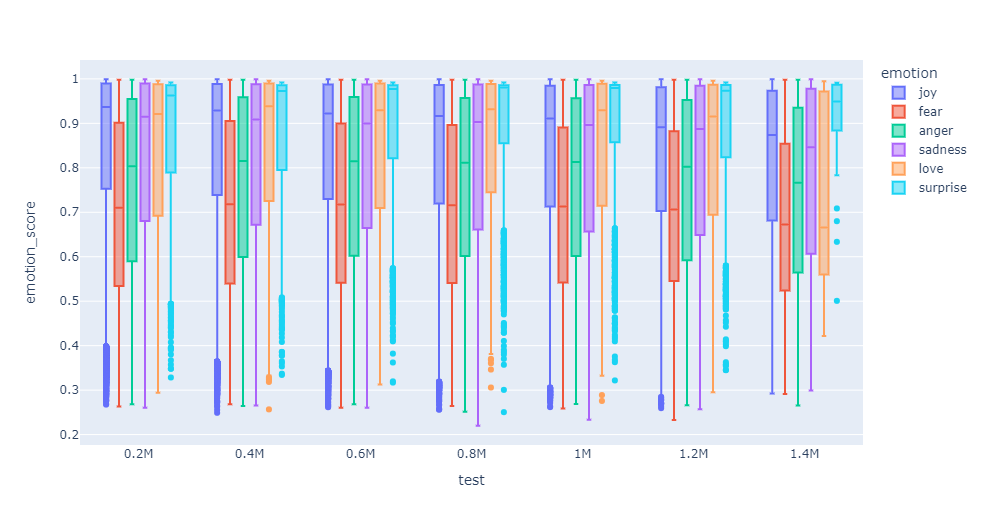 emotion
joy
fear
anger
sadness
love
surprise
emotion_score
1
0.9
0.8
0.7
0.6
0.5
0.4
0.3
0.2
0.2M 0.4M 0.6M 0.8M 1M 1.2M 1.4M
test